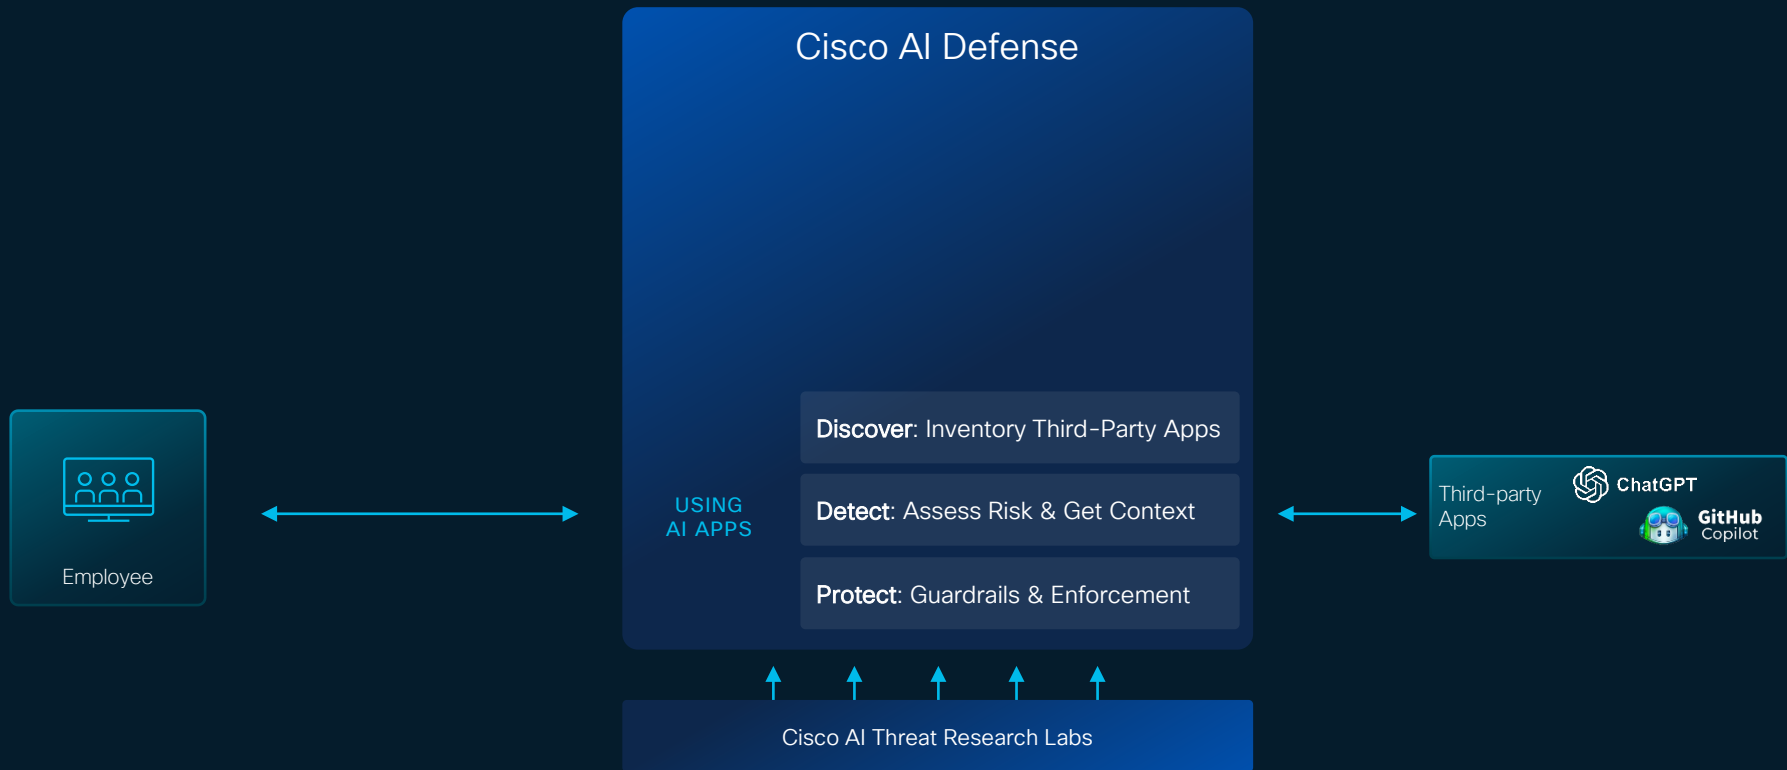 Cisco AI Defense
Employee
USING
AI APPS
Discover: Inventory Third-Party Apps
Detect: Assess Risk & Get Context
Protect: Guardrails & Enforcement
Third-party
Apps
ChatGPT
GitHub
Copilot
Cisco AI Threat Research Labs